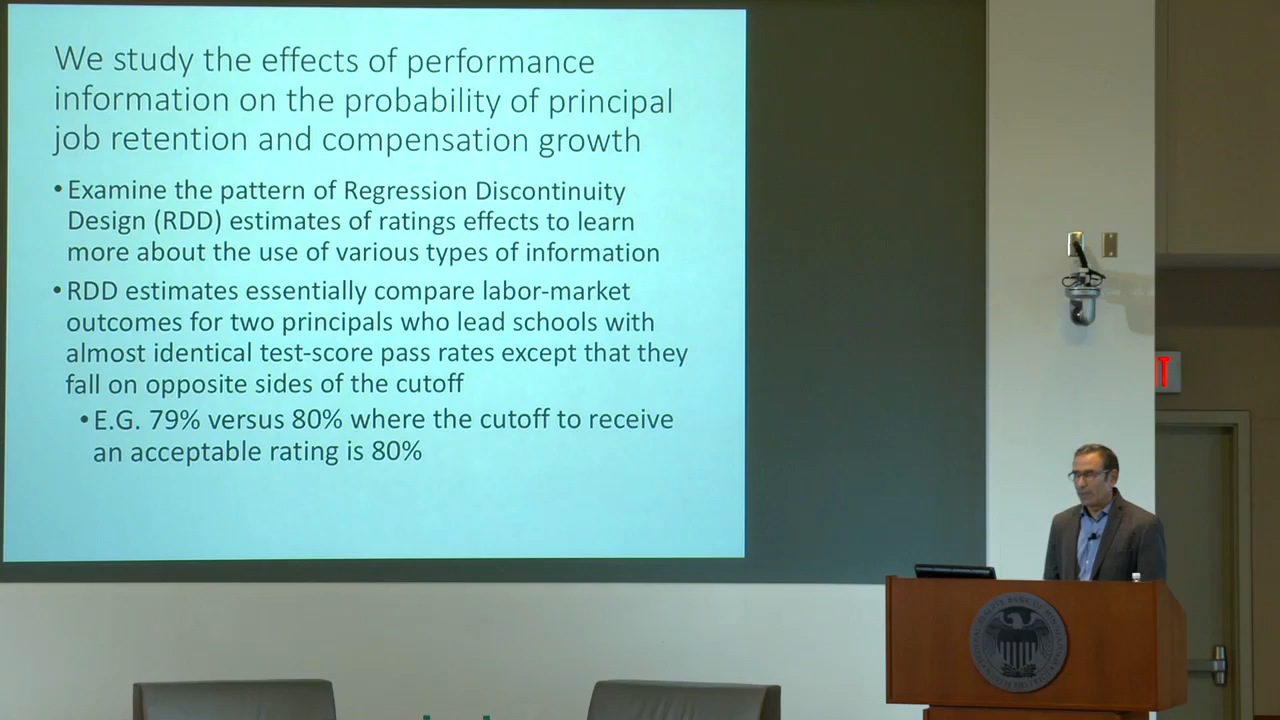 We study the effects of performance
information on the probability of principal
job retention and compensation growth
• Examine the pattern of Regression Discontinuity
Design (RDD) estimates of ratings effects to learn
more about the use of various types of information
• RDD estimates essentially compare labor-market
outcomes for two principals who lead schools with
almost identical test-score pass rates except that they
fall on opposite sides of the cutoff
• E.G. 79% versus 80% where the cutoff to receive
an acceptable rating is 80%